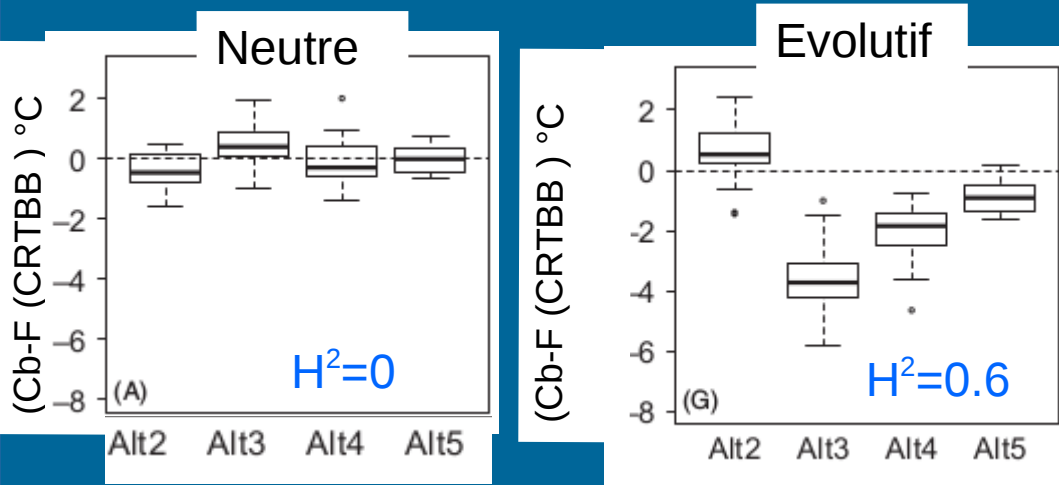 Neutre
(Cb-F (CRTBB ) °C
2
0
–2
–4
–6
–8
H²=0
(A)
Alt2 Alt3 Alt4 Alt5
Evolutif
(Cb-F (CRTBB ) °C
2
0
-2
-4
-6
-8
H²=0.6
(G)
Alt2 Alt3 Alt4 Alt5